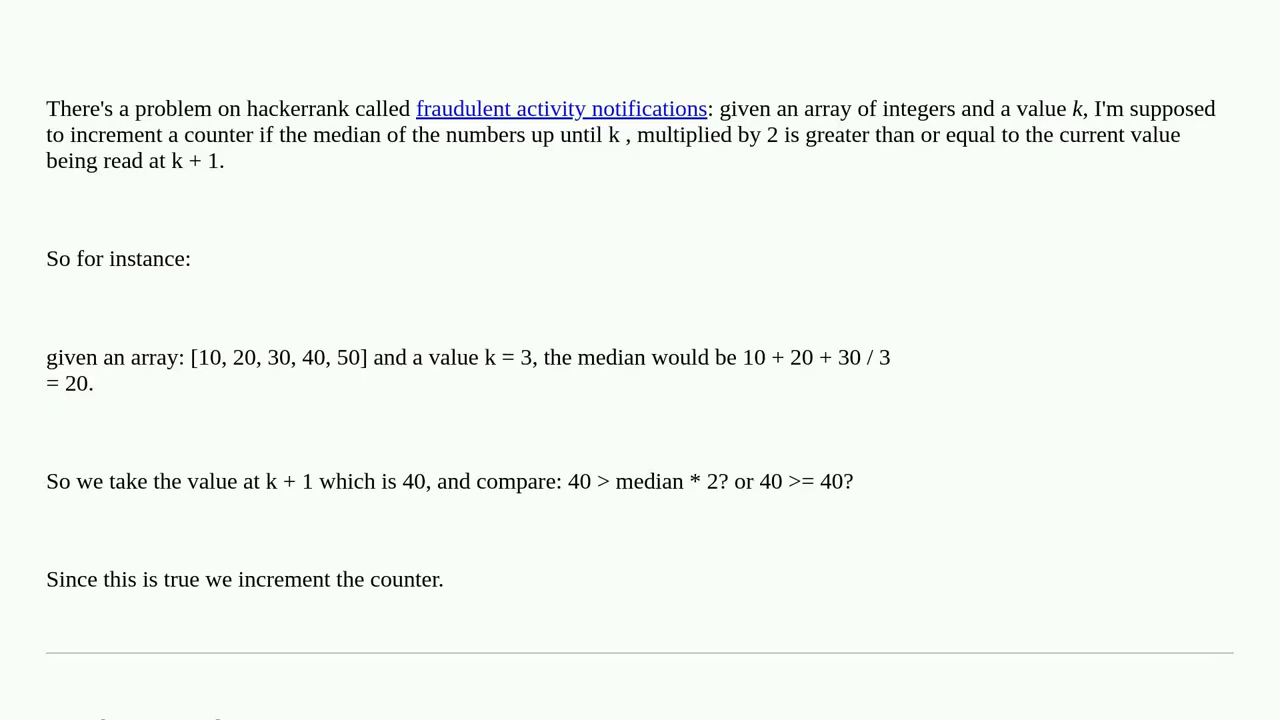 There's a problem on hackerrank called fraudulent activity notifications: given an array of integers and a value k, I'm supposed
to increment a counter if the median of the numbers up until k , multiplied by 2 is greater than or equal to the current value
being read at k + 1.
So for instance:
given an array: [10, 20, 30, 40, 50] and a value k = 3, the median would be 10 + 20 + 30 / 3
= 20.
So we take the value at k + 1 which is 40, and compare: 40 > median * 2? or 40 >= 40?
Since this is true we increment the counter.